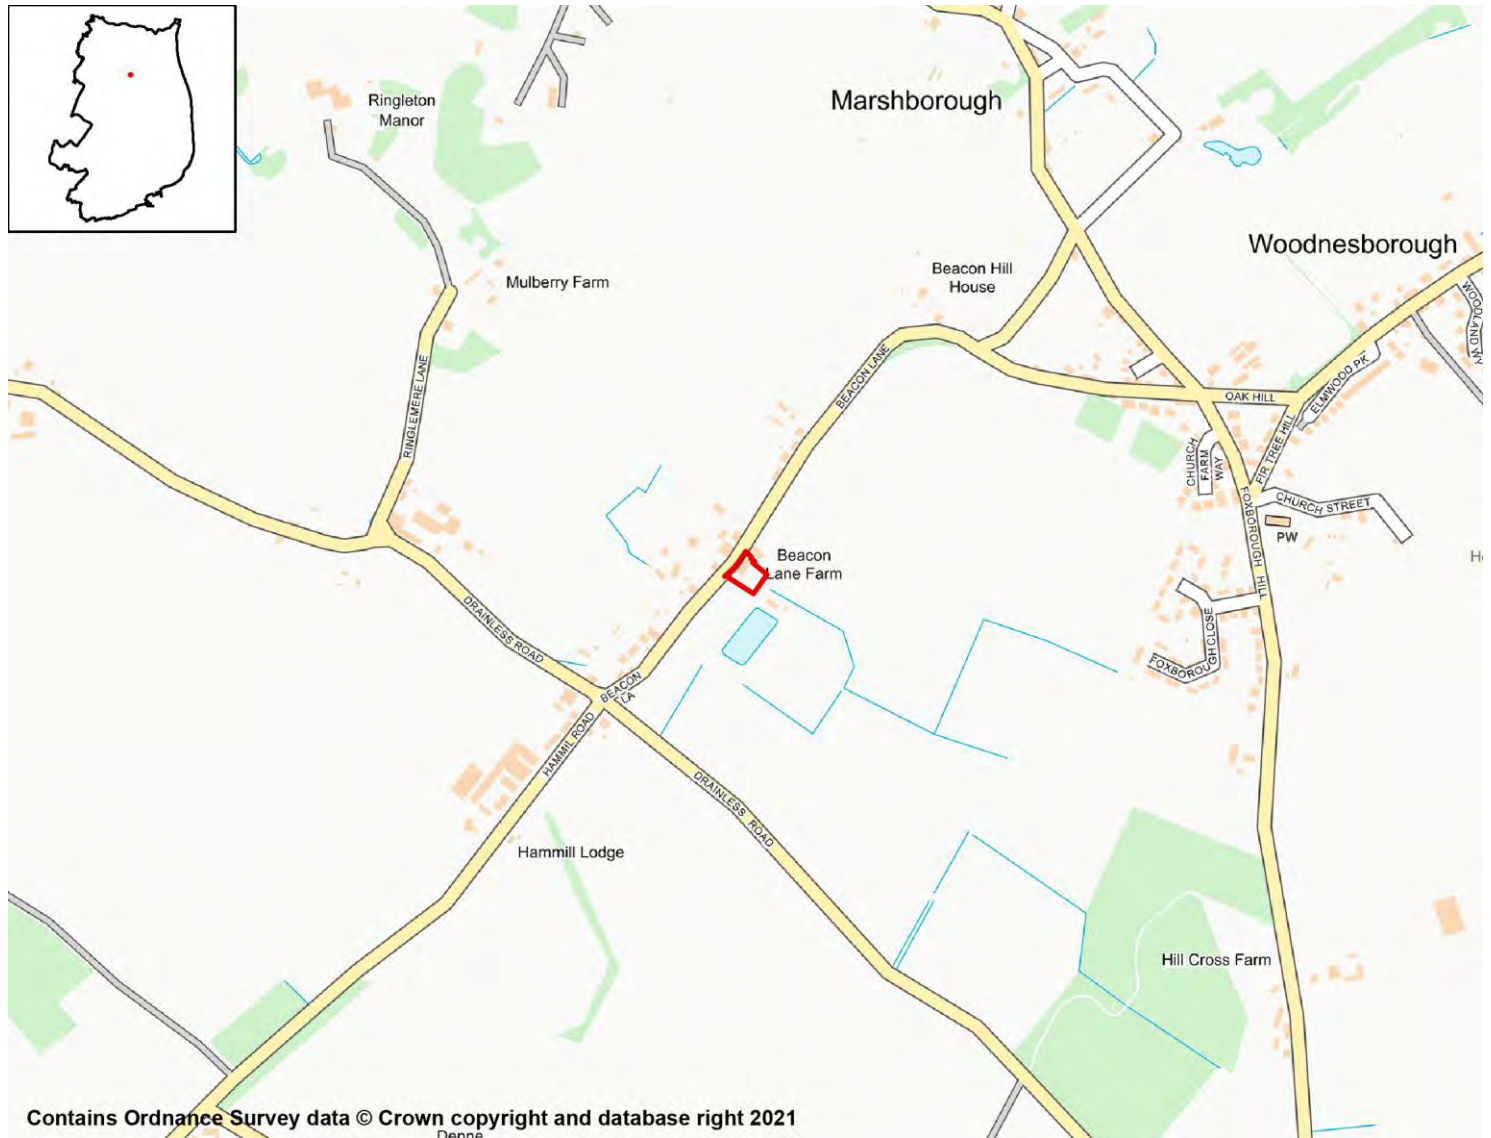 Ringleton
Manor
Marshborough
Woodnesborough
Beacon Hill
House
Mulberry Farm
WOODLAND WY
RINGLEMERE LANE
BEACON LANE
OAK HILL
ELMWOOD PK
FIR TREE HILL
CHURCH
FARM
WAY
CHURCH STREET
FOXBOROUGH HILL
PW
Beacon
Lane Farm
DRAINLESS ROAD
FOXBOROUGH CLOSE
BEACON
LA
HAMMIL ROAD
DRAINLESS ROAD
Hammill Lodge
Hill Cross Farm
Contains Ordnance Survey data © Crown copyright and database right 2021
Denne